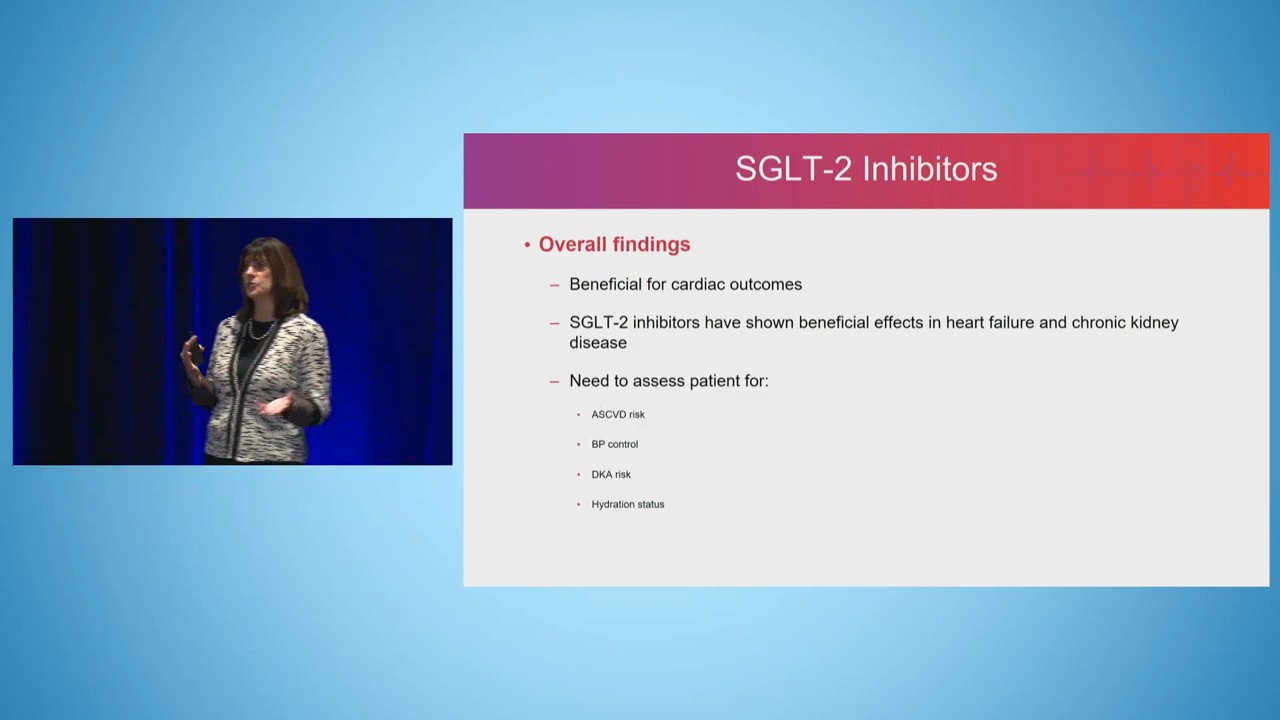 SGLT-2 Inhibitors
• Overall findings
– Beneficial for cardiac outcomes
– SGLT-2 inhibitors have shown beneficial effects in heart failure and chronic kidney
disease
– Need to assess patient for:
• ASCVD risk
• BP control
• DKA risk
• Hydration status